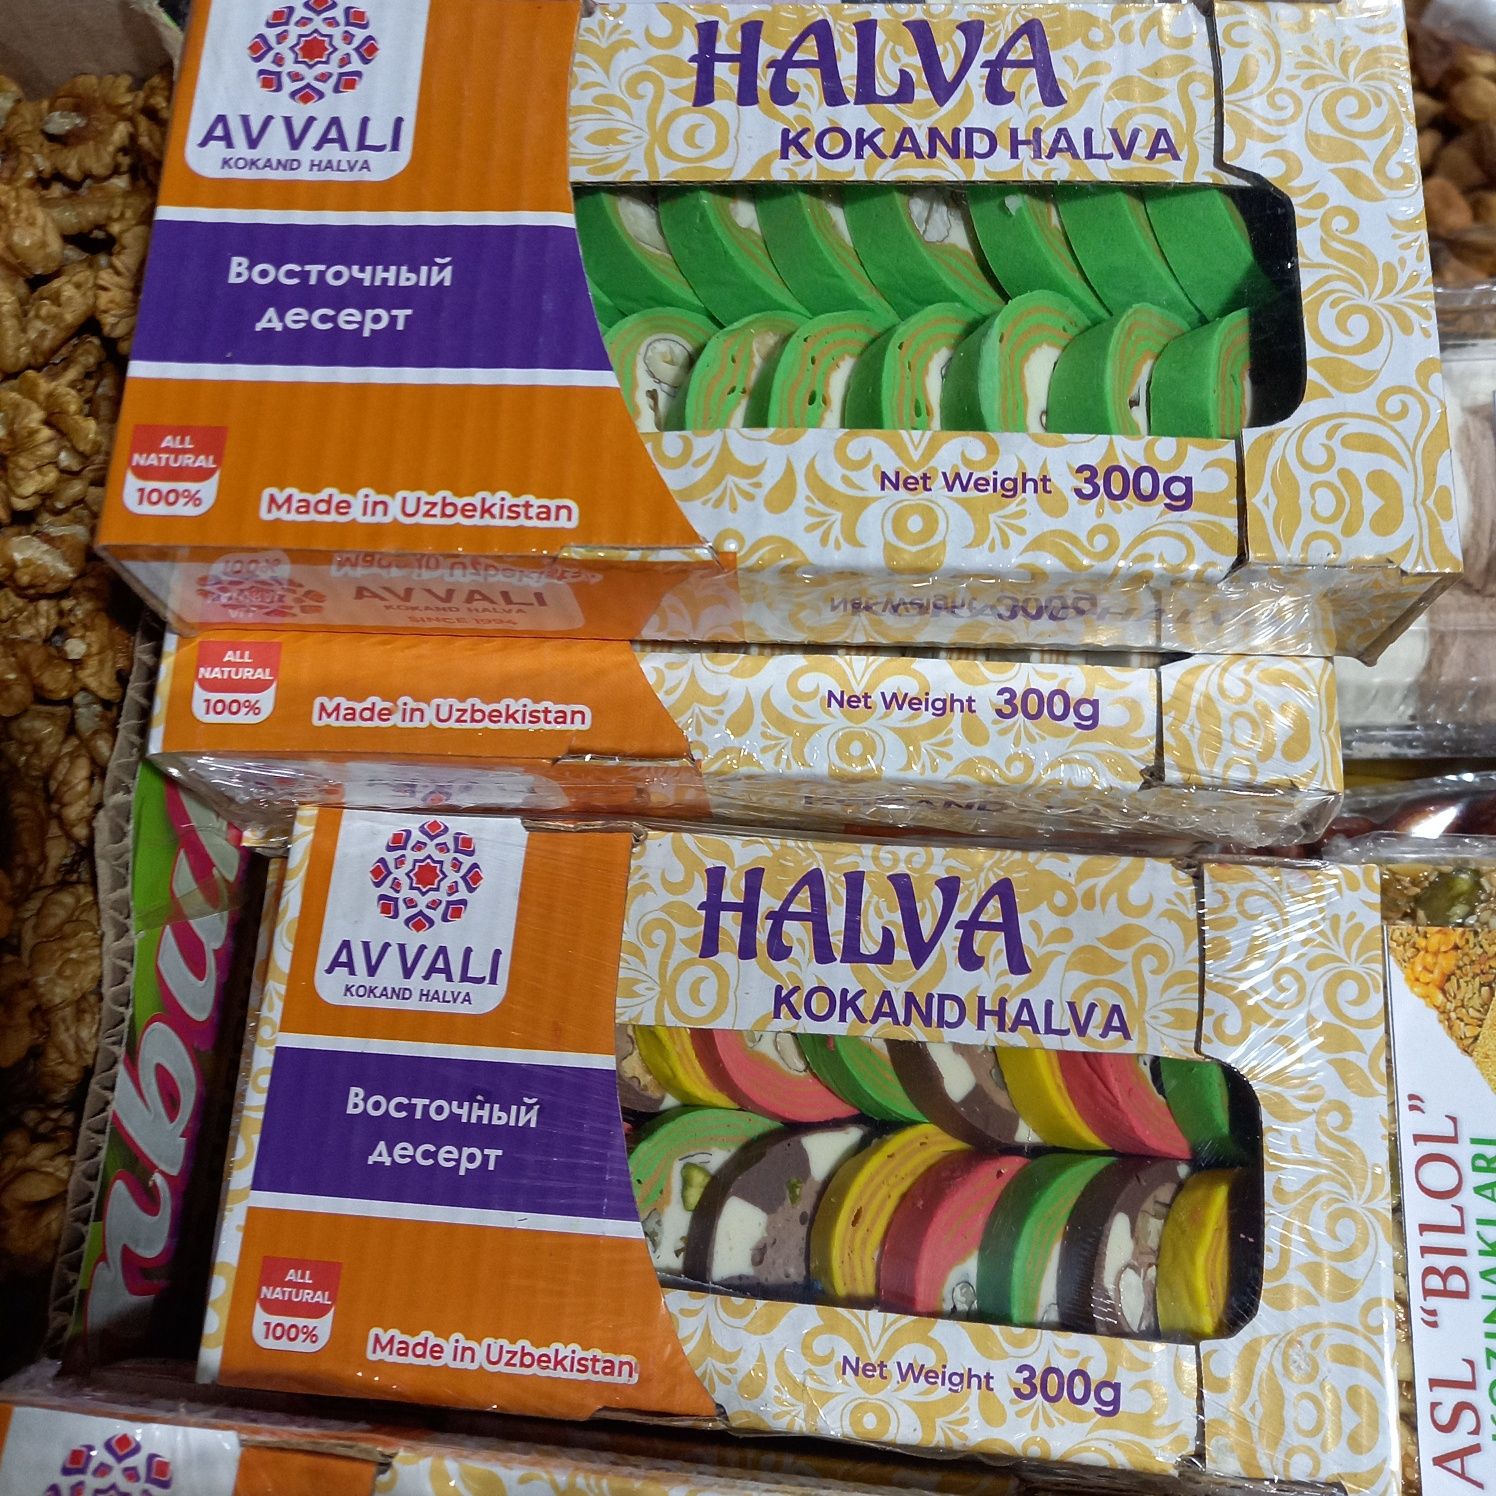 AVVALI
KOKAND HALVA
HALVA
KOKAND HALVA
Восточный
десерт
ALL
NATURAL
100%
Made in Uzbekistan
Net Weight 300g
AVVALI
KOKAND HALVA
SINCE 1994
ALL
NATURAL
100%
Made in Uzbekistan
Net Weight 300g
AVVALI
KOKAND HALVA
HALVA
KOKAND HALVA
Восточный
десерт
ALL
NATURAL
100%
Made in Uzbekistan
Net Weight 300g
ASL "BILOL"
KOZINAKLARI